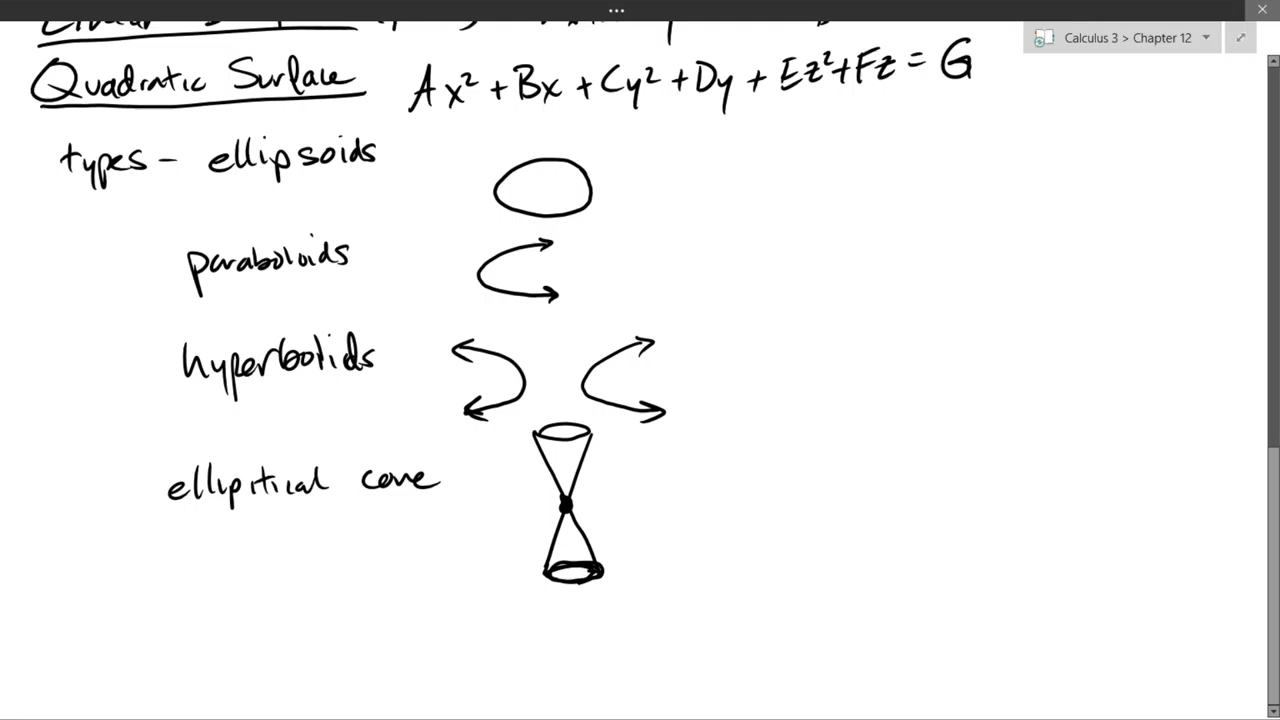 Calculus 3 > Chapter 12
Quadratic Surface Ax² + Bx + Cy² + Dy + Ez² + Fz = G
types - ellipsoids
paraboloids
hyperboloids
elliptical cone